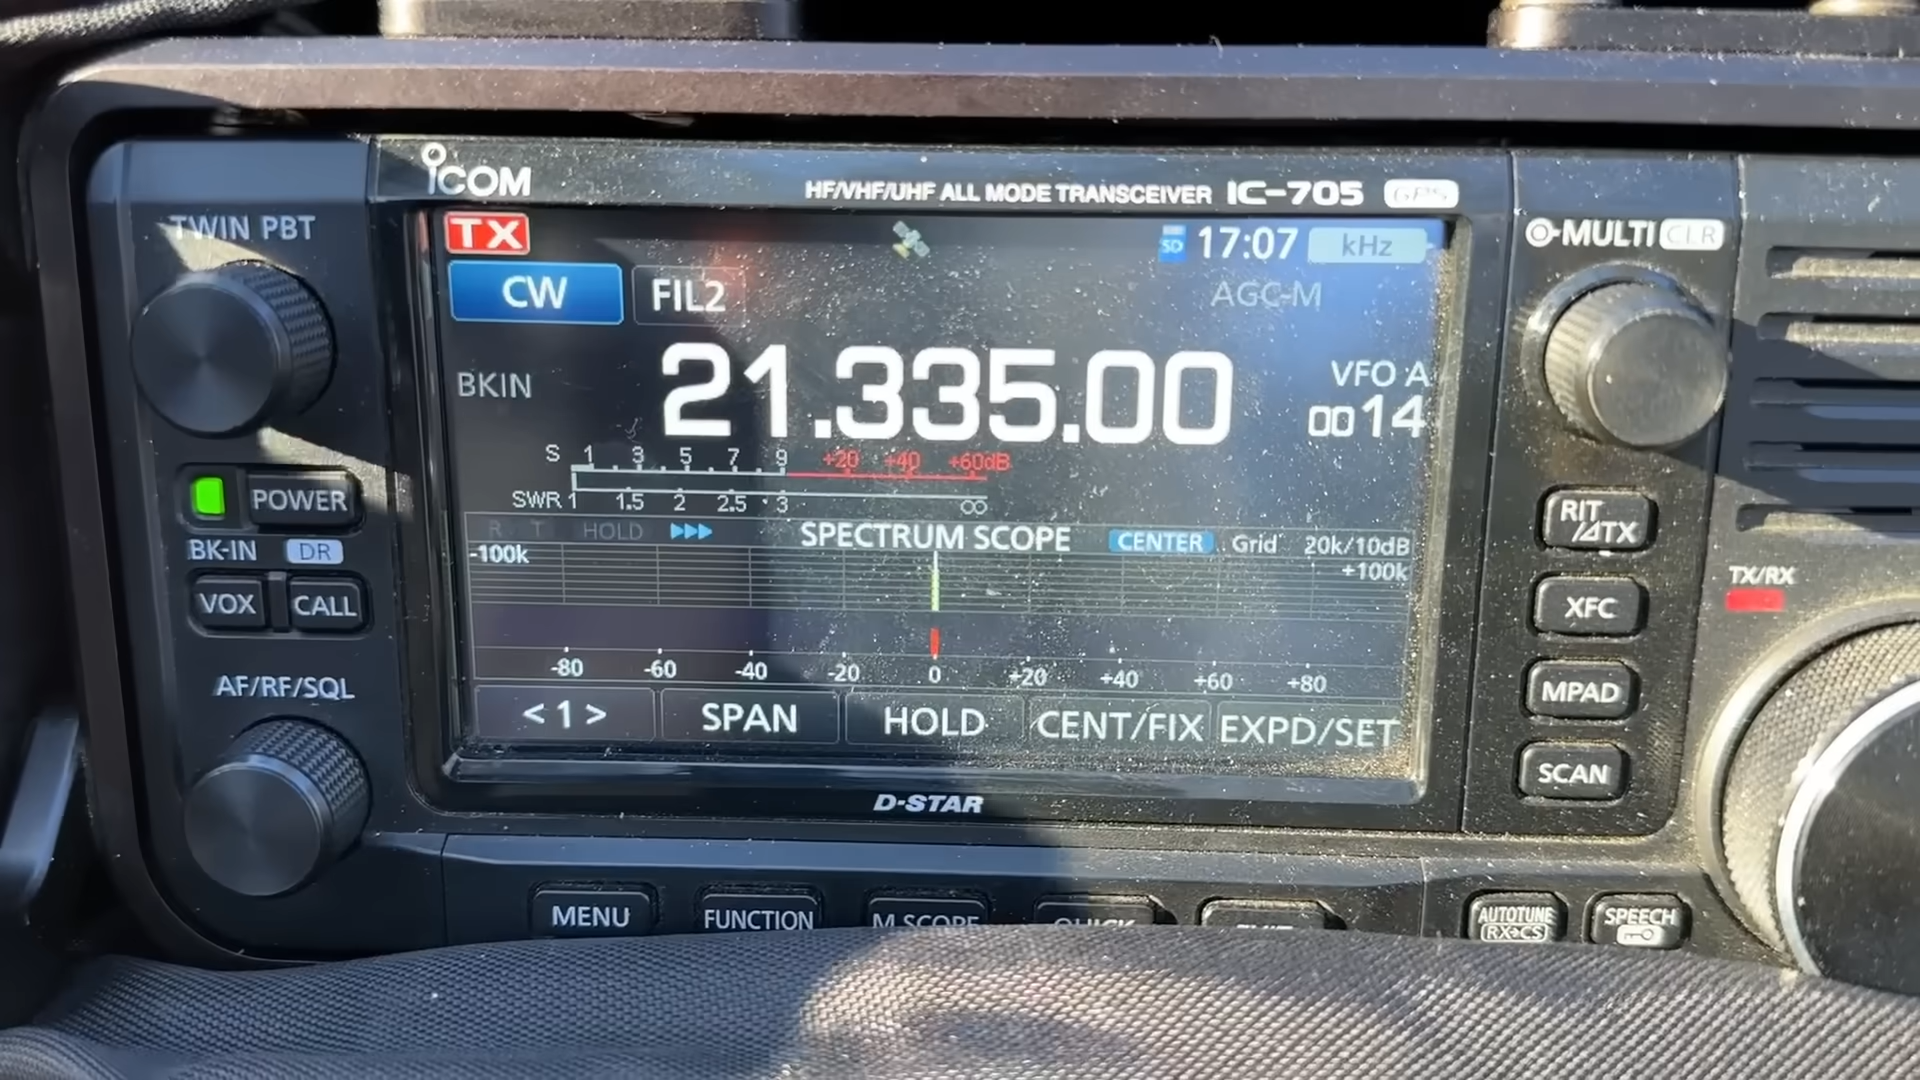 ICOM
HF/VHF/UHF ALL MODE TRANSCEIVER IC-705 GPS
TWIN PBT
TX
SD 17:07 kHz
MULTI CLR
CW FIL2
AGC-M
BKIN
21.335.00
VFO A
0014
S 1 3 5 7 9 +20 +40 +60dB
SWR 1 1.5 2 2.5 3 ∞
POWER
BK-IN DR
VOX CALL
R T HOLD
SPECTRUM SCOPE CENTER Grid 20k/10dB
-100k +100k
-80 -60 -40 -20 0 +20 +40 +60 +80
<1> SPAN HOLD CENT/FIX EXPD/SET
RIT/⊿TX
TX/RX
XFC
MPAD
SCAN
AF/RF/SQL
D-STAR
MENU FUNCTION M.SCOPE QUICK
AUTOTUNE
RX→CS
SPEECH